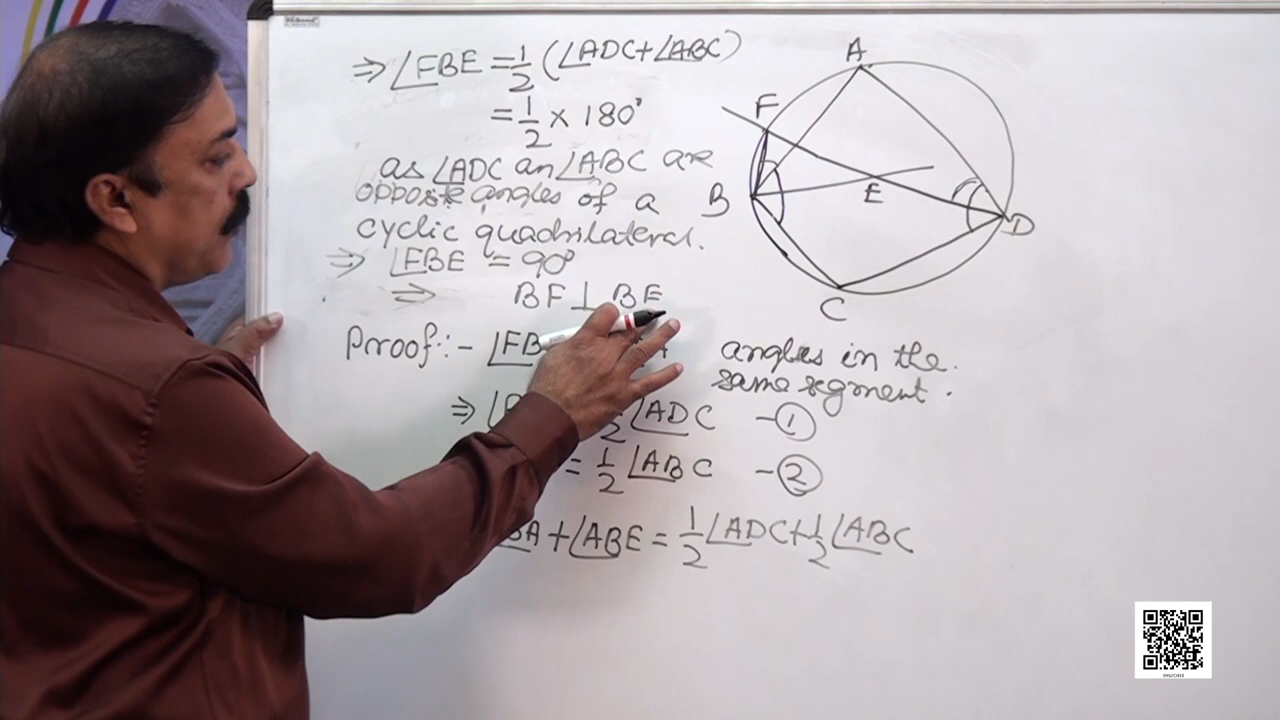 ⇒ ∠FBE = 1/2 (∠ADC + ∠ABC)
= 1/2 × 180°
as ∠ADC an ∠ABC are
angles of a
cyclic quadrilateral.
⇒ ∠FBE = 90°
⇒ BF ⊥ BE
Proof:- ∠FB
angles in the
same segment.
⇒ ∠ 1/2 ∠ADC -①
= 1/2 ∠ABC -②
BA + ∠ABE = 1/2 ∠ADC + 1/2 ∠ABC
A
F
B
E
D
C